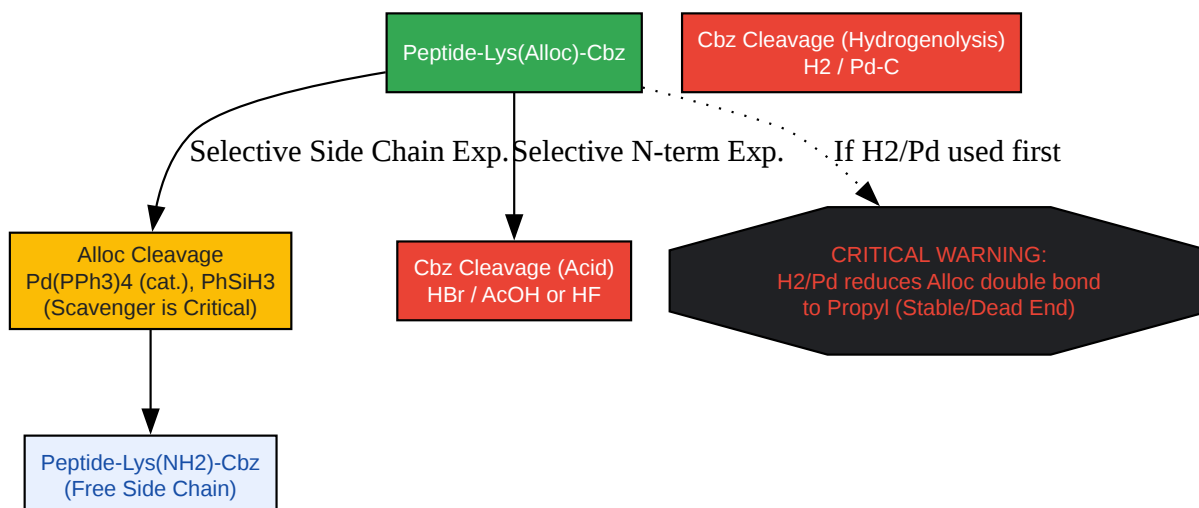 Peptide-Lys(Alloc)-Cbz
Cbz Cleavage (Hydrogenolysis)
H2 / Pd-C
Selective Side Chain Exp.
Selective N-term Exp.
If H2/Pd used first
Alloc Cleavage
Pd(PPh3)4 (cat.), PhSiH3
(Scavenger is Critical)
Cbz Cleavage (Acid)
HBr / AcOH or HF
CRITICAL WARNING:
H2/Pd reduces Alloc double bond
to Propyl (Stable/Dead End)
Peptide-Lys(NH2)-Cbz
(Free Side Chain)